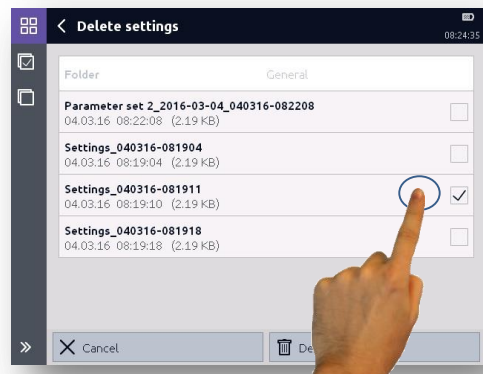 Delete settings
08:24:35
Folder General
Parameter set 2_2016-03-04_040316-082208
04.03.16 08:22:08 (2.19 KB)
Settings_040316-081904
04.03.16 08:19:04 (2.19 KB)
Settings_040316-081911
04.03.16 08:19:10 (2.19 KB)
Settings_040316-081918
04.03.16 08:19:18 (2.19 KB)
Cancel